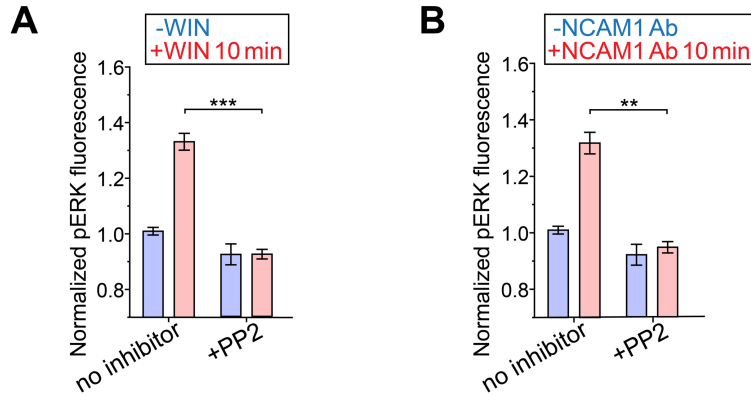 A
-WIN
+WIN 10 min
Normalized pERK fluorescence
1.6
1.4
1.2
1.0
0.8
***
no inhibitor
+PP2
B
-NCAM1 Ab
+NCAM1 Ab 10 min
Normalized pERK fluorescence
1.6
1.4
1.2
1.0
0.8
**
no inhibitor
+PP2